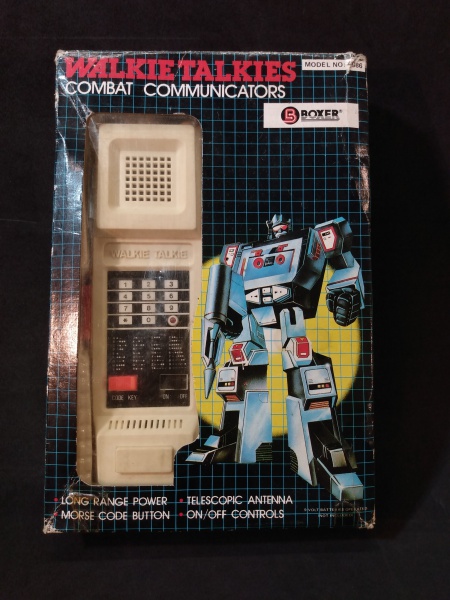 WALKIE TALKIES
MODEL NO:
COMBAT COMMUNICATORS
B BOXER®
WALKIE TALKIE
1 2 3
4 5 6
7 8 9
* 0
CODE KEY ON OFF
• LONG RANGE POWER • TELESCOPIC ANTENNA
• MORSE CODE BUTTON • ON/OFF CONTROLS